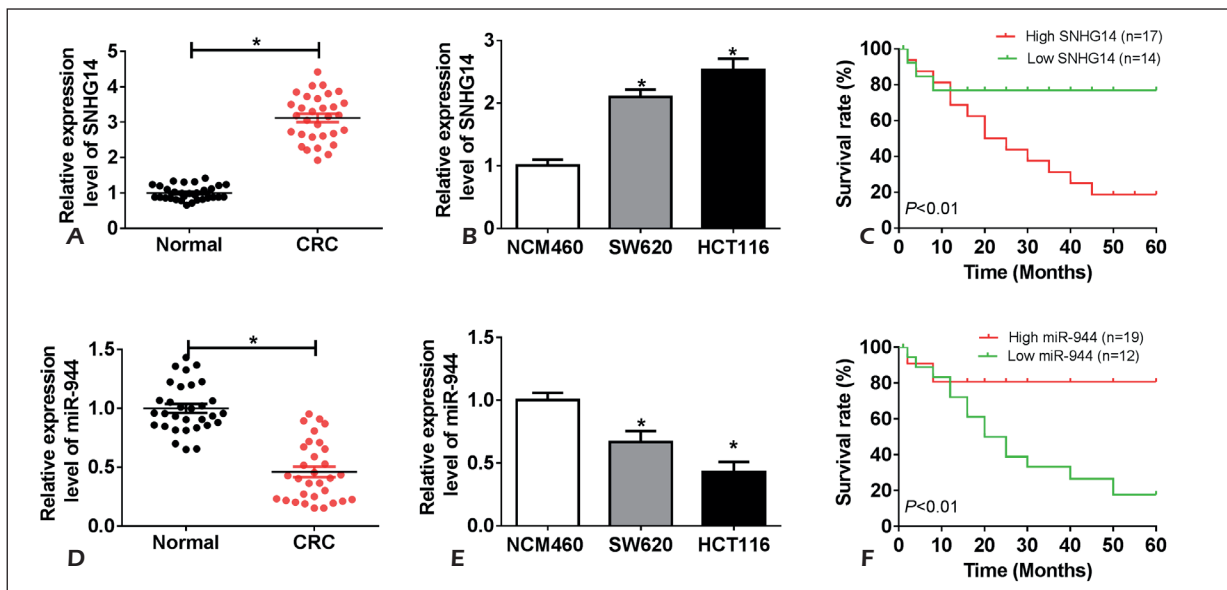 Relative expression
level of SNHG14
5
4
3
2
1
0
*
Normal
CRC
A
Relative expression
level of SNHG14
3
2
1
0
*
*
NCM460
SW620
HCT116
B
Survival rate (%)
100
80
60
40
20
0
High SNHG14 (n=17)
Low SNHG14 (n=14)
P<0.01
0 10 20 30 40 50 60
Time (Months)
C
Relative expression
level of miR-944
1.5
1.0
0.5
0.0
*
Normal
CRC
D
Relative expression
level of miR-944
1.5
1.0
0.5
0.0
*
*
NCM460
SW620
HCT116
E
Survival rate (%)
100
80
60
40
20
0
High miR-944 (n=19)
Low miR-944 (n=12)
P<0.01
0 10 20 30 40 50 60
Time (Months)
F